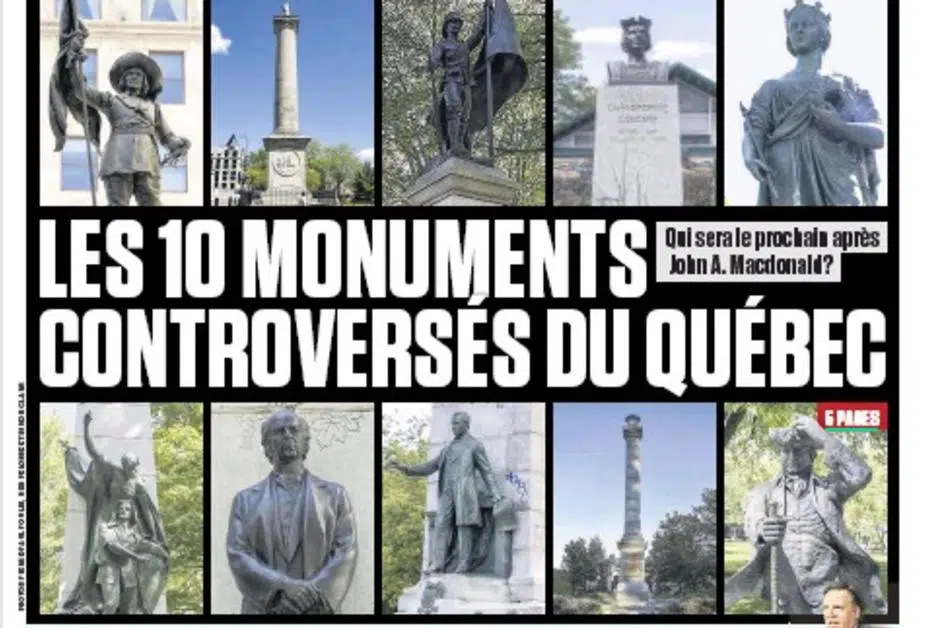 LES 10 MONUMENTS
CONTROVERSÉS DU QUÉBEC
Qui sera le prochain après
John A. Macdonald?
5 PAGES